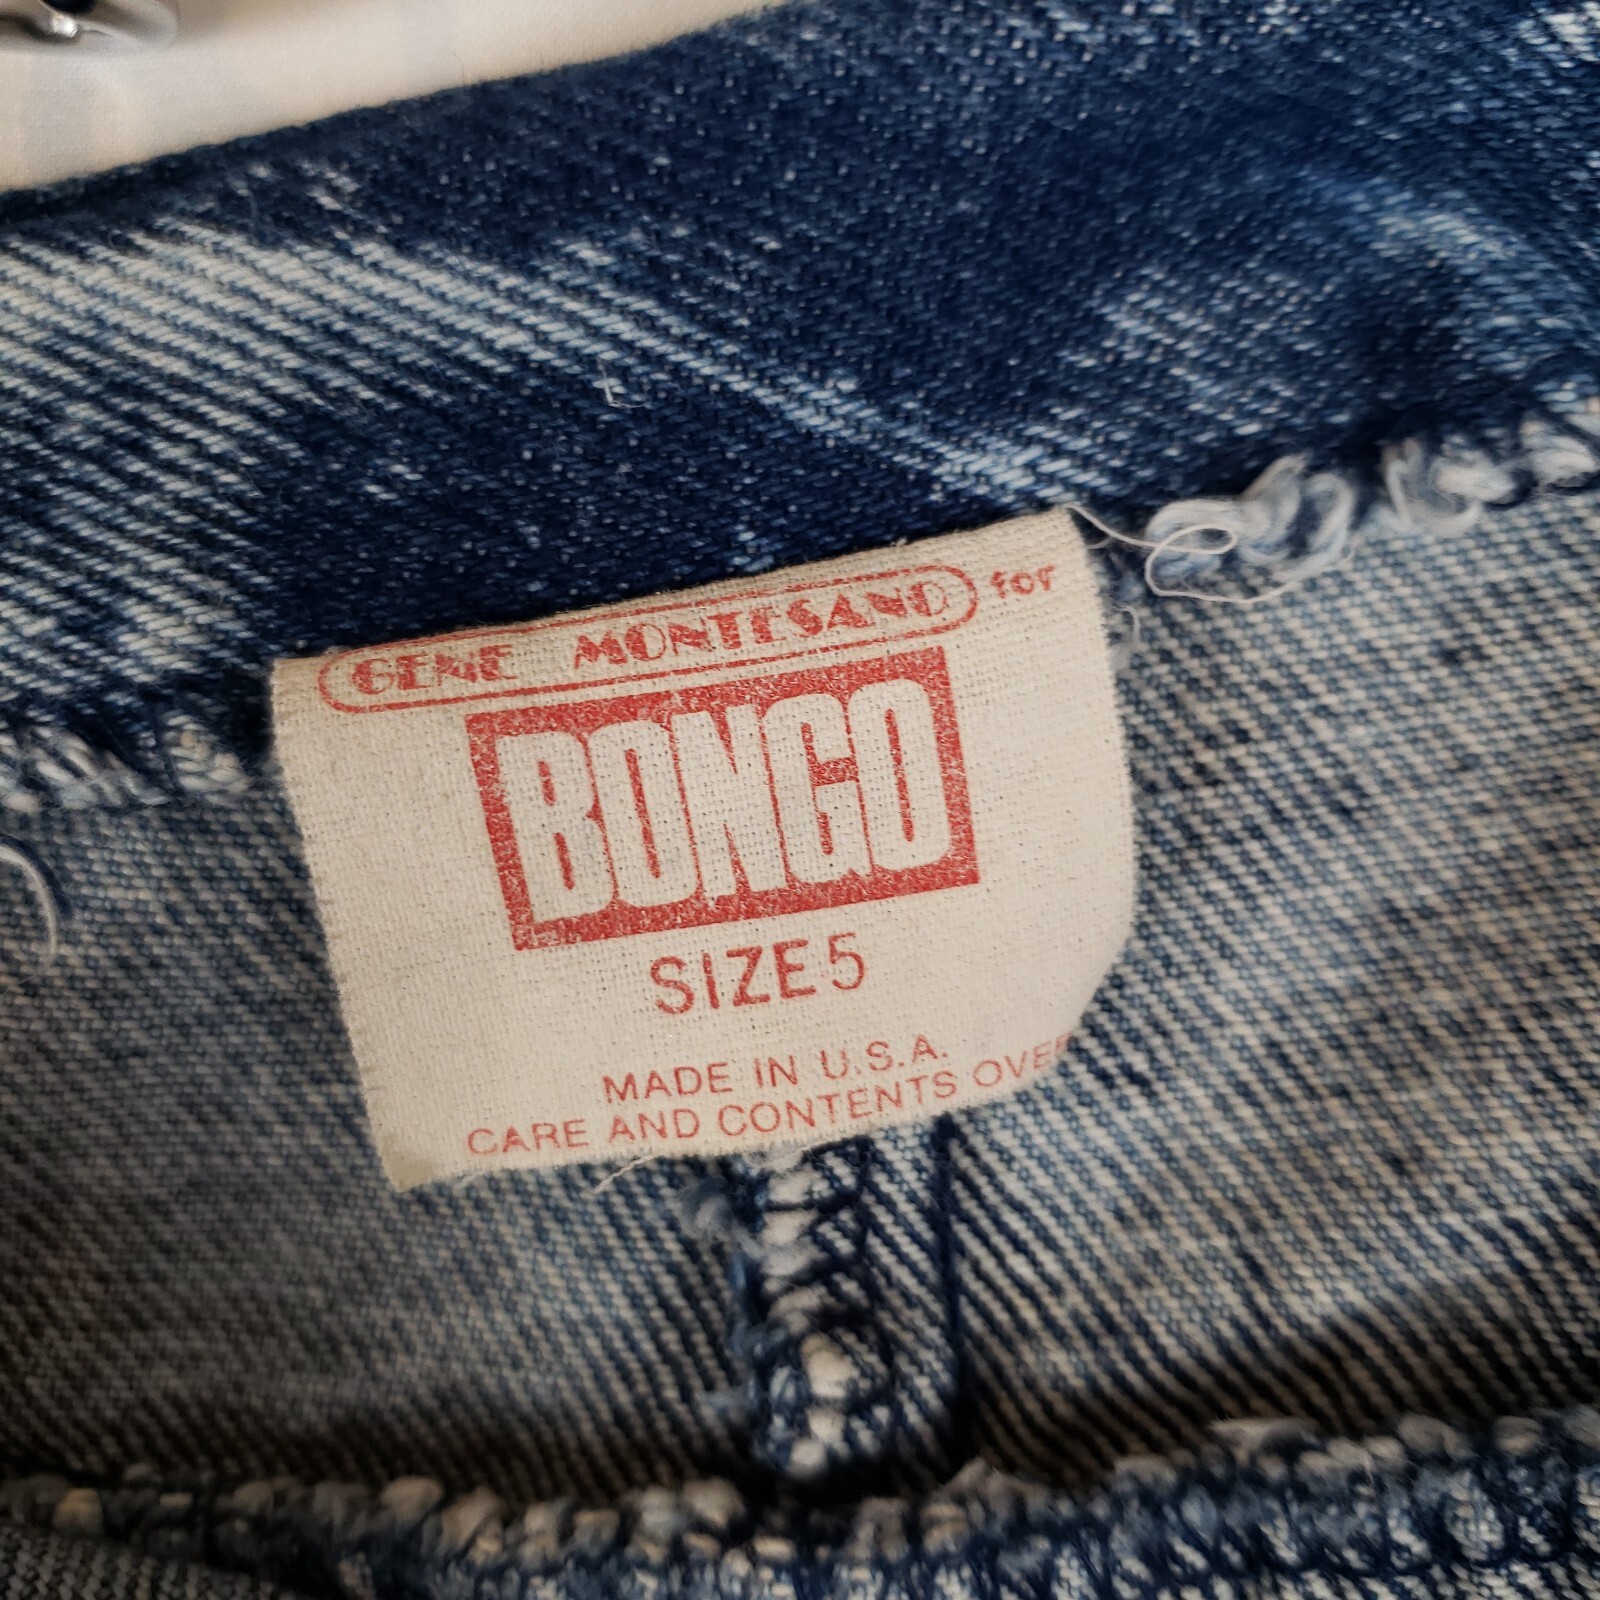 GENE MONTESANO for
BONGO
SIZE 5
MADE IN U.S.A.
CARE AND CONTENTS OVER